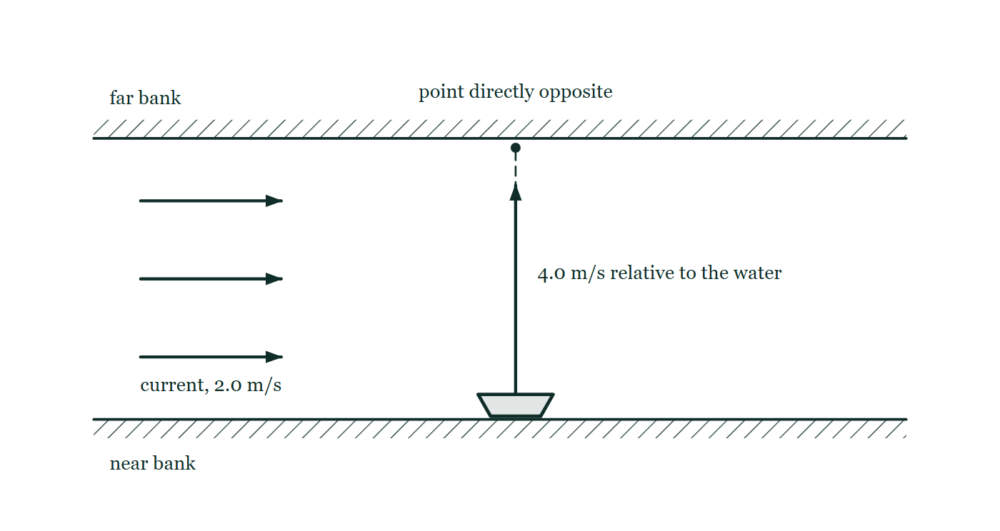 far bank
point directly opposite
4.0 m/s relative to the water
current, 2.0 m/s
near bank